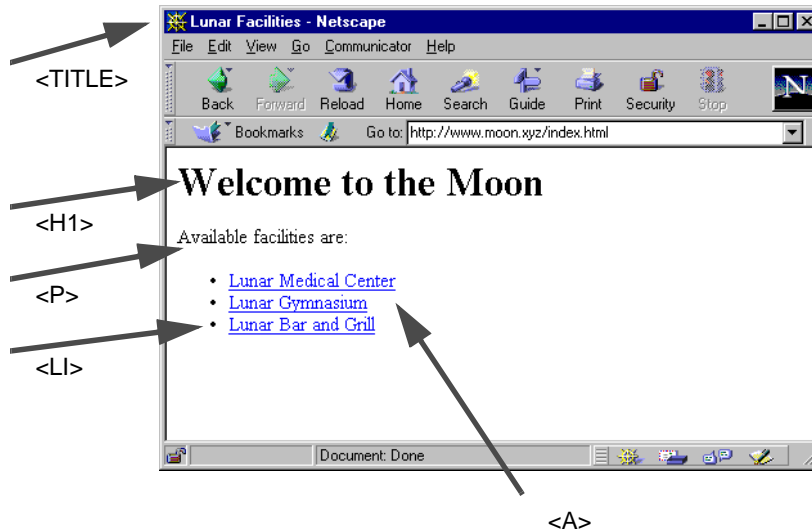 Lunar Facilities - Netscape
File Edit View Go Communicator Help
<TITLE>
Back Forward Reload Home Search Guide Print Security Stop
N
Bookmarks Go to: http://www.moon.xyz/index.html
Welcome to the Moon
<H1>
Available facilities are:
<P>
• Lunar Medical Center
• Lunar Gymnasium
• Lunar Bar and Grill
<LI>
Document: Done
<A>